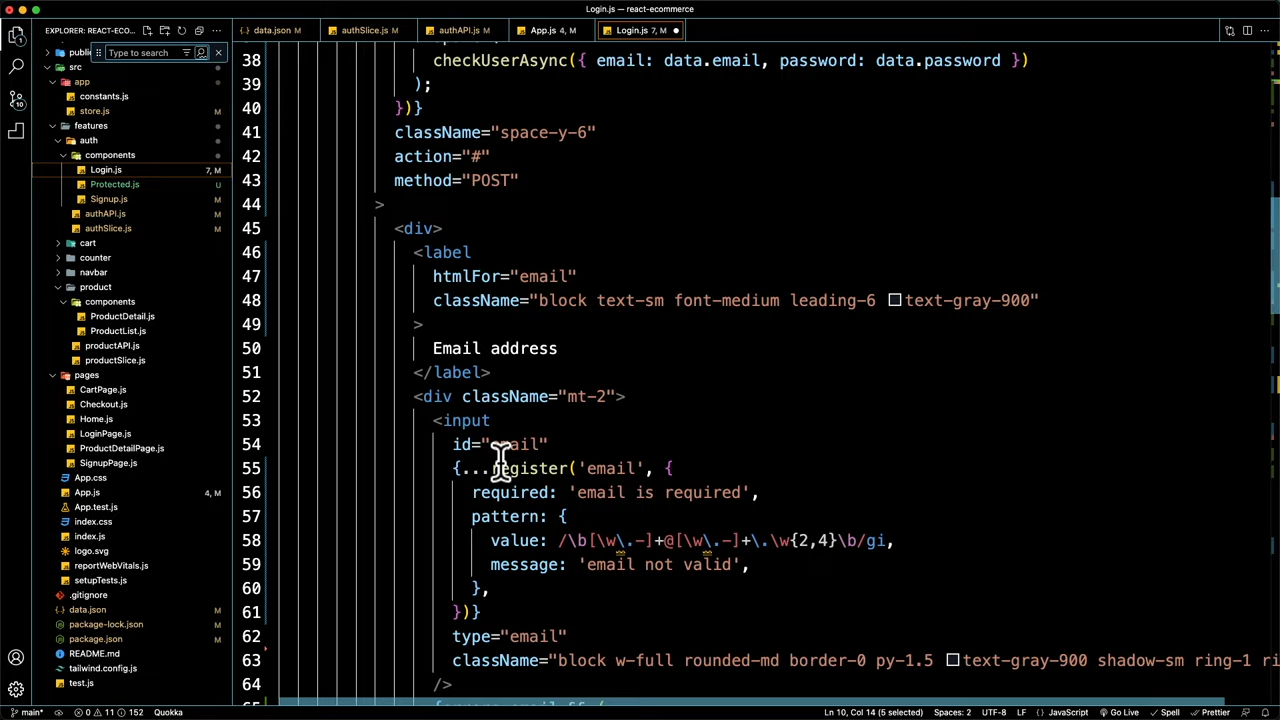 Login.js — react-ecommerce
EXPLORER: REACT-ECO...
data.json M
authSlice.js M
authAPI.js M
App.js 4, M
Login.js 7, M
publi
Type to search
src
app
constants.js
store.js M
features
auth
components
Login.js 7, M
Protected.js U
Signup.js M
authAPI.js M
authSlice.js M
cart
counter
navbar
product
components
ProductDetail.js
ProductList.js
productAPI.js
productSlice.js
pages
CartPage.js
Checkout.js
Home.js
LoginPage.js
ProductDetailPage.js
SignupPage.js
App.css
App.js 4, M
App.test.js
index.css
index.js
logo.svg
reportWebVitals.js
setupTests.js
.gitignore
data.json M
package-lock.json M
package.json M
README.md
tailwind.config.js
test.js
1
10
38 checkUserAsync({ email: data.email, password: data.password })
39 );
40 })}
41 className="space-y-6"
42 action="#"
43 method="POST"
44 >
45 <div>
46 <label
47 htmlFor="email"
48 className="block text-sm font-medium leading-6 text-gray-900"
49 >
50 Email address
51 </label>
52 <div className="mt-2">
53 <input
54 id="email"
55 {...register('email', {
56 required: 'email is required',
57 pattern: {
58 value: /\b[\w\.-]+@[\w\.-]+\.\w{2,4}\b/gi,
59 message: 'email not valid',
60 },
61 })}
62 type="email"
63 className="block w-full rounded-md border-0 py-1.5 text-gray-900 shadow-sm ring-1 ri
64 />
main* 0 11 152 Quokka
Ln 10, Col 14 (5 selected) Spaces: 2 UTF-8 LF JavaScript Go Live Spell Prettier